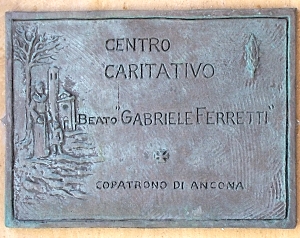 CENTRO
CARITATIVO
BEATO "GABRIELE FERRETTI"
COPATRONO DI ANCONA